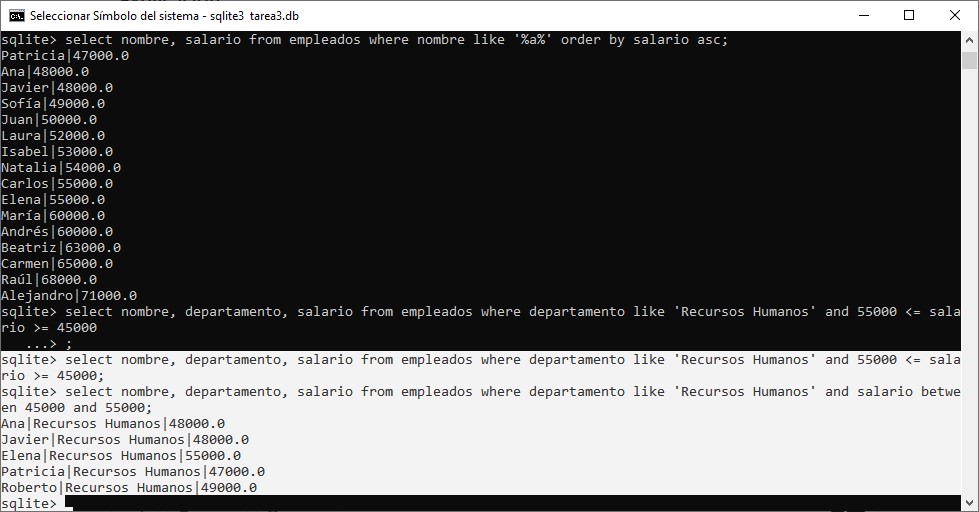 Seleccionar Símbolo del sistema - sqlite3 tarea3.db
sqlite> select nombre, salario from empleados where nombre like '%a%' order by salario asc;
Patricia|47000.0
Ana|48000.0
Javier|48000.0
Sofía|49000.0
Juan|50000.0
Laura|52000.0
Isabel|53000.0
Natalia|54000.0
Carlos|55000.0
Elena|55000.0
María|60000.0
Andrés|60000.0
Beatriz|63000.0
Carmen|65000.0
Raúl|68000.0
Alejandro|71000.0
sqlite> select nombre, departamento, salario from empleados where departamento like 'Recursos Humanos' and 55000 <= sala
rio >= 45000
   ...> ;
sqlite> select nombre, departamento, salario from empleados where departamento like 'Recursos Humanos' and 55000 <= sala
rio >= 45000;
sqlite> select nombre, departamento, salario from empleados where departamento like 'Recursos Humanos' and salario betwe
en 45000 and 55000;
Ana|Recursos Humanos|48000.0
Javier|Recursos Humanos|48000.0
Elena|Recursos Humanos|55000.0
Patricia|Recursos Humanos|47000.0
Roberto|Recursos Humanos|49000.0
sqlite>